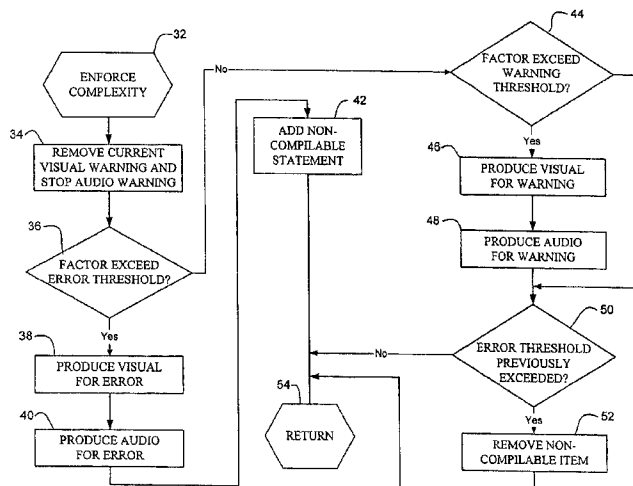 32
ENFORCE
COMPLEXITY
34
REMOVE CURRENT
VISUAL WARNING AND
STOP AUDIO WARNING
36
FACTOR EXCEED
ERROR THRESHOLD?
No
Yes
38
PRODUCE VISUAL
FOR ERROR
40
PRODUCE AUDIO
FOR ERROR
42
ADD NON-
COMPILABLE
STATEMENT
44
FACTOR EXCEED
WARNING
THRESHOLD?
Yes
46
PRODUCE VISUAL
FOR WARNING
48
PRODUCE AUDIO
FOR WARNING
50
ERROR THRESHOLD
PREVIOUSLY
EXCEEDED?
No
Yes
52
REMOVE NON-
COMPILABLE ITEM
54
RETURN